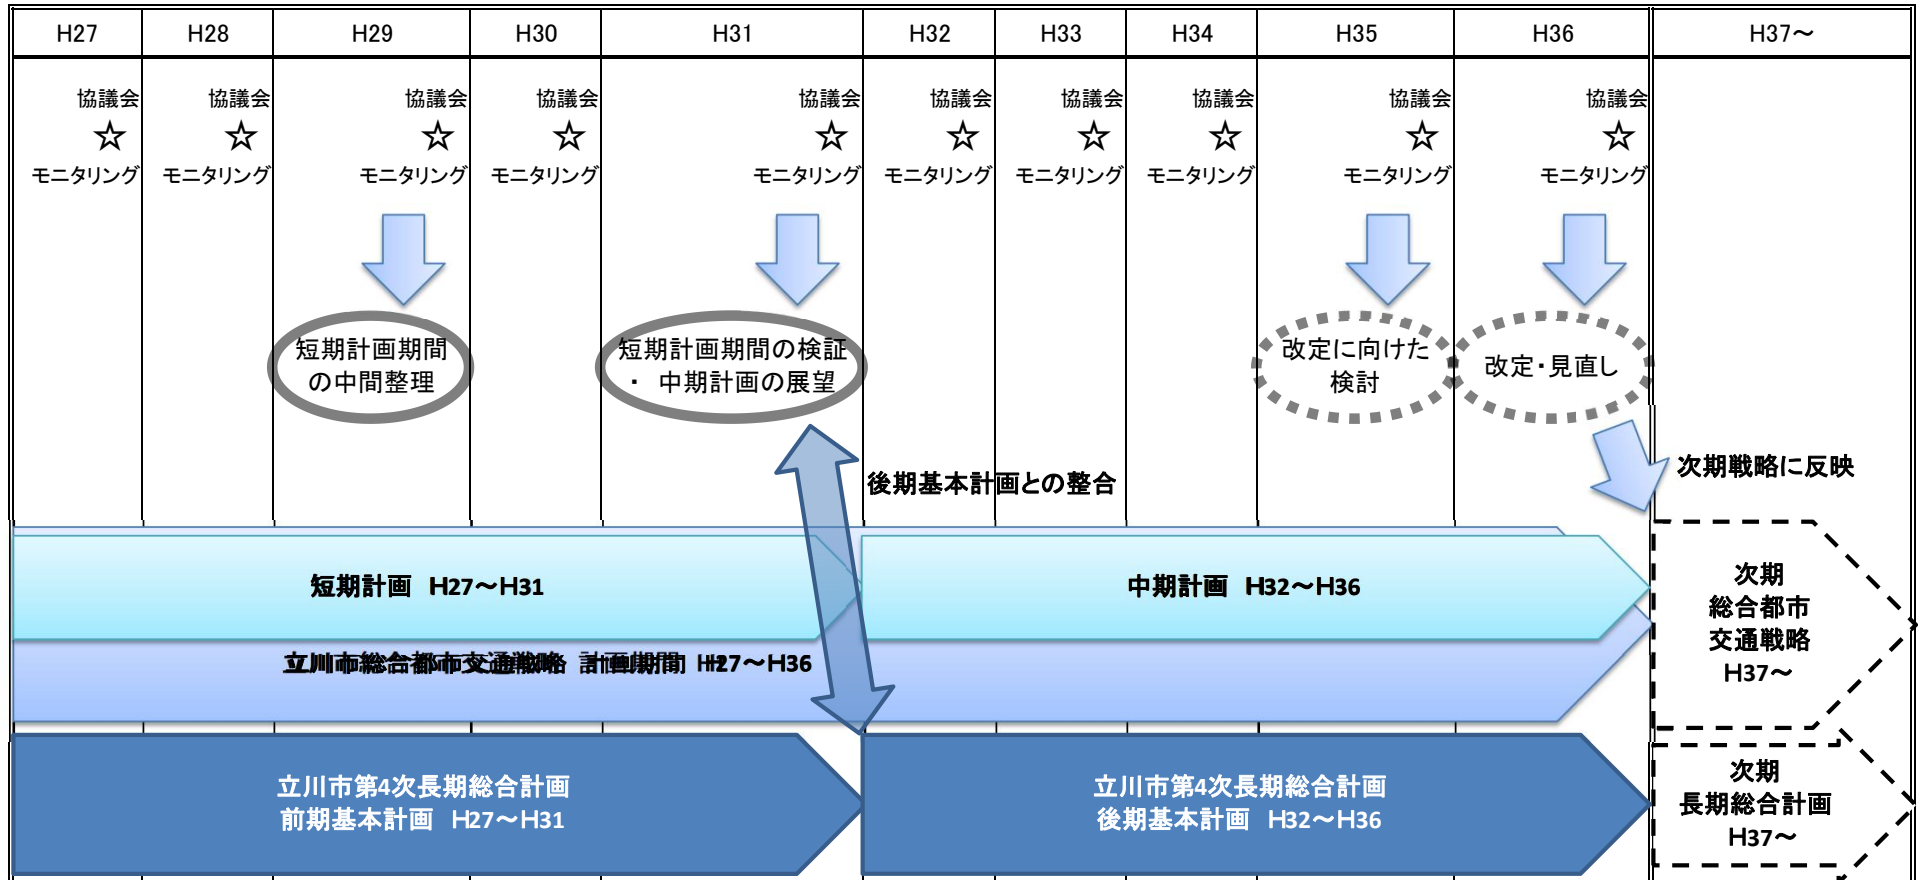 H27 H28 H29 H30 H31 H32 H33 H34 H35 H36 H37～
協議会 協議会 協議会 協議会 協議会 協議会 協議会 協議会 協議会 協議会
☆ ☆ ☆ ☆ ☆ ☆ ☆ ☆ ☆ ☆
モニタリング モニタリング モニタリング モニタリング モニタリング モニタリング モニタリング モニタリング モニタリング モニタリング
短期計画期間
の中間整理
短期計画期間の検証
・ 中期計画の展望
改定に向けた
検討
改定・見直し
後期基本計画との整合
次期戦略に反映
短期計画 H27～H31
中期計画 H32～H36
立川市総合都市交通戦略 計画期間 H27～H36
次期
総合都市
交通戦略
H37～
立川市第4次長期総合計画
前期基本計画 H27～H31
立川市第4次長期総合計画
後期基本計画 H32～H36
次期
長期総合計画
H37～